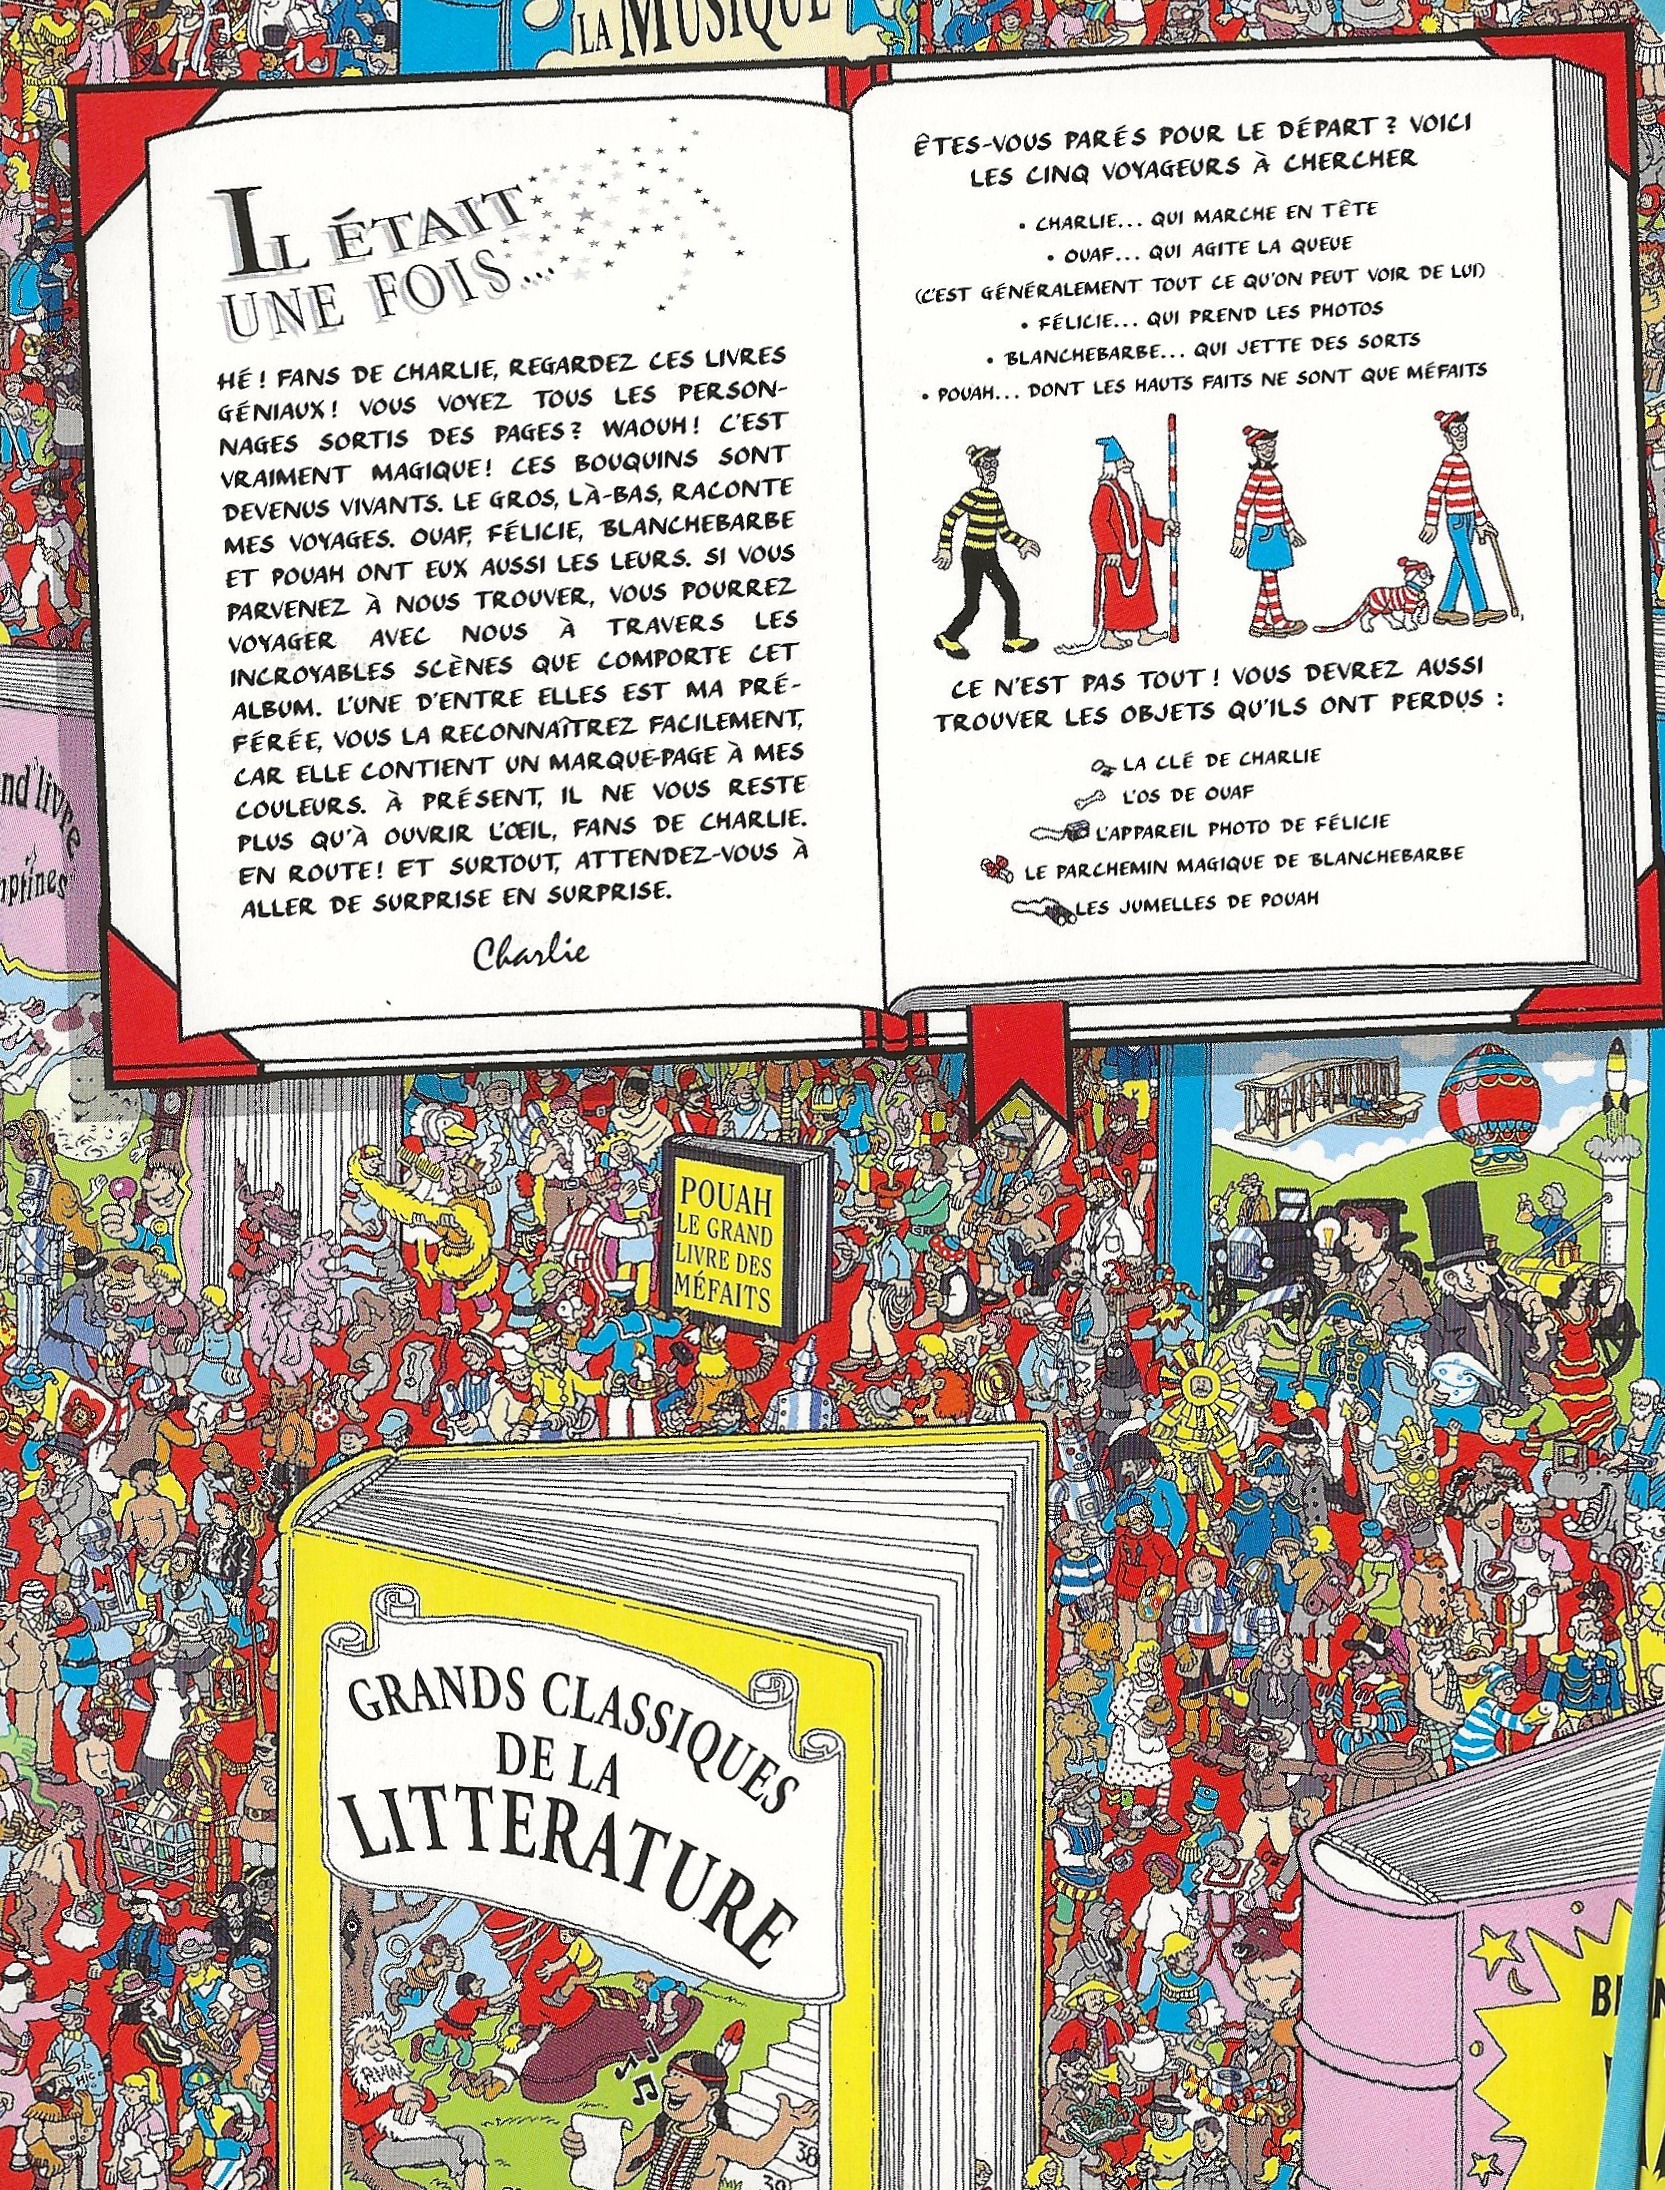 LA MUSIQUE
IL ÉTAIT
UNE FOIS...
HÉ ! FANS DE CHARLIE, REGARDEZ CES LIVRES
GÉNIAUX ! VOUS VOYEZ TOUS LES PERSON-
NAGES SORTIS DES PAGES ? WAOUH ! C'EST
VRAIMENT MAGIQUE ! CES BOUQUINS SONT
DEVENUS VIVANTS. LE GROS, LÀ-BAS, RACONTE
MES VOYAGES. OUAF, FÉLICIE, BLANCHEBARBE
ET POUAH ONT EUX AUSSI LES LEURS. SI VOUS
PARVENEZ À NOUS TROUVER, VOUS POURREZ
VOYAGER AVEC NOUS À TRAVERS LES
INCROYABLES SCÈNES QUE COMPORTE CET
ALBUM. L'UNE D'ENTRE ELLES EST MA PRÉ-
FÉRÉE, VOUS LA RECONNAÎTREZ FACILEMENT,
CAR ELLE CONTIENT UN MARQUE-PAGE À MES
COULEURS. À PRÉSENT, IL NE VOUS RESTE
PLUS QU'À OUVRIR L'ŒIL, FANS DE CHARLIE.
EN ROUTE ! ET SURTOUT, ATTENDEZ-VOUS À
ALLER DE SURPRISE EN SURPRISE.
Charlie
ÊTES-VOUS PARÉS POUR LE DÉPART ? VOICI
LES CINQ VOYAGEURS À CHERCHER
• CHARLIE... QUI MARCHE EN TÊTE
• OUAF... QUI AGITE LA QUEUE
(C'EST GÉNÉRALEMENT TOUT CE QU'ON PEUT VOIR DE LUI)
• FÉLICIE... QUI PREND LES PHOTOS
• BLANCHEBARBE... QUI JETTE DES SORTS
• POUAH... DONT LES HAUTS FAITS NE SONT QUE MÉFAITS
CE N'EST PAS TOUT ! VOUS DEVREZ AUSSI
TROUVER LES OBJETS QU'ILS ONT PERDUS :
LA CLÉ DE CHARLIE
L'OS DE OUAF
L'APPAREIL PHOTO DE FÉLICIE
LE PARCHEMIN MAGIQUE DE BLANCHEBARBE
LES JUMELLES DE POUAH
nd livre
mptines
POUAH
LE GRAND
LIVRE DES
MÉFAITS
GRANDS CLASSIQUES
DE LA
LITTERATURE
38
39